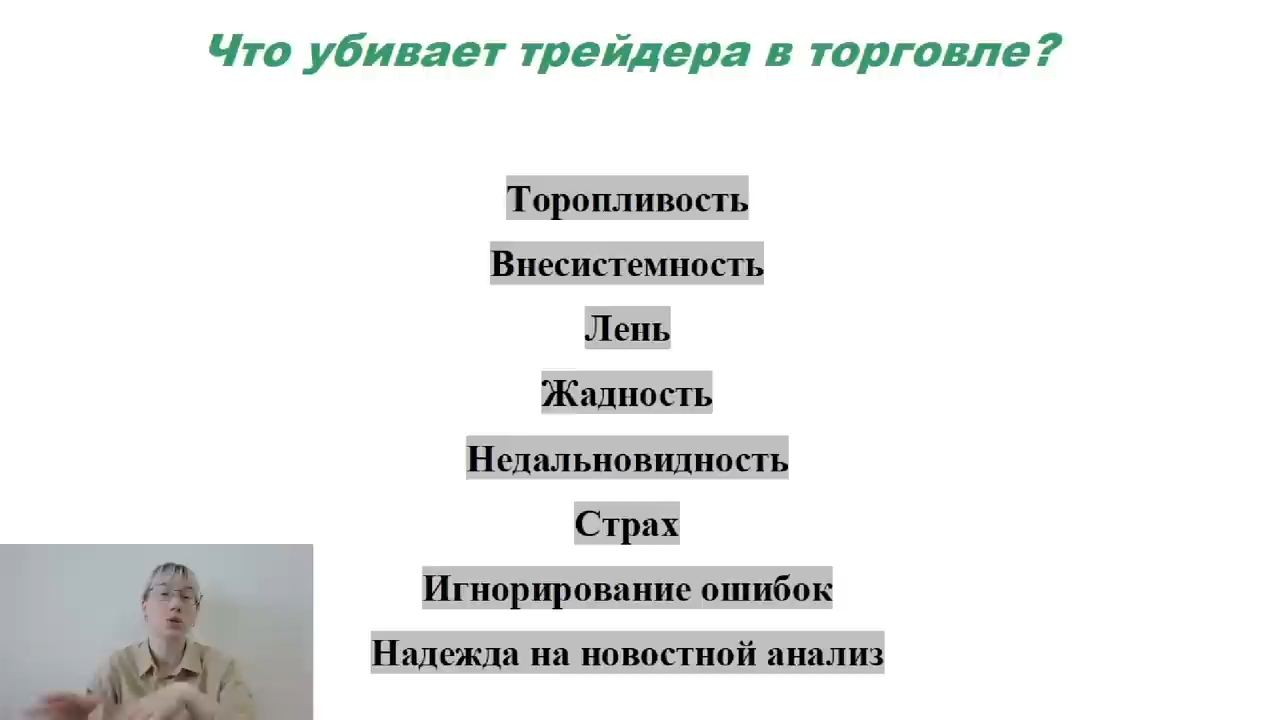 Что убивает трейдера в торговле?
Торопливость
Внесистемность
Лень
Жадность
Недальновидность
Страх
Игнорирование ошибок
Надежда на новостной анализ